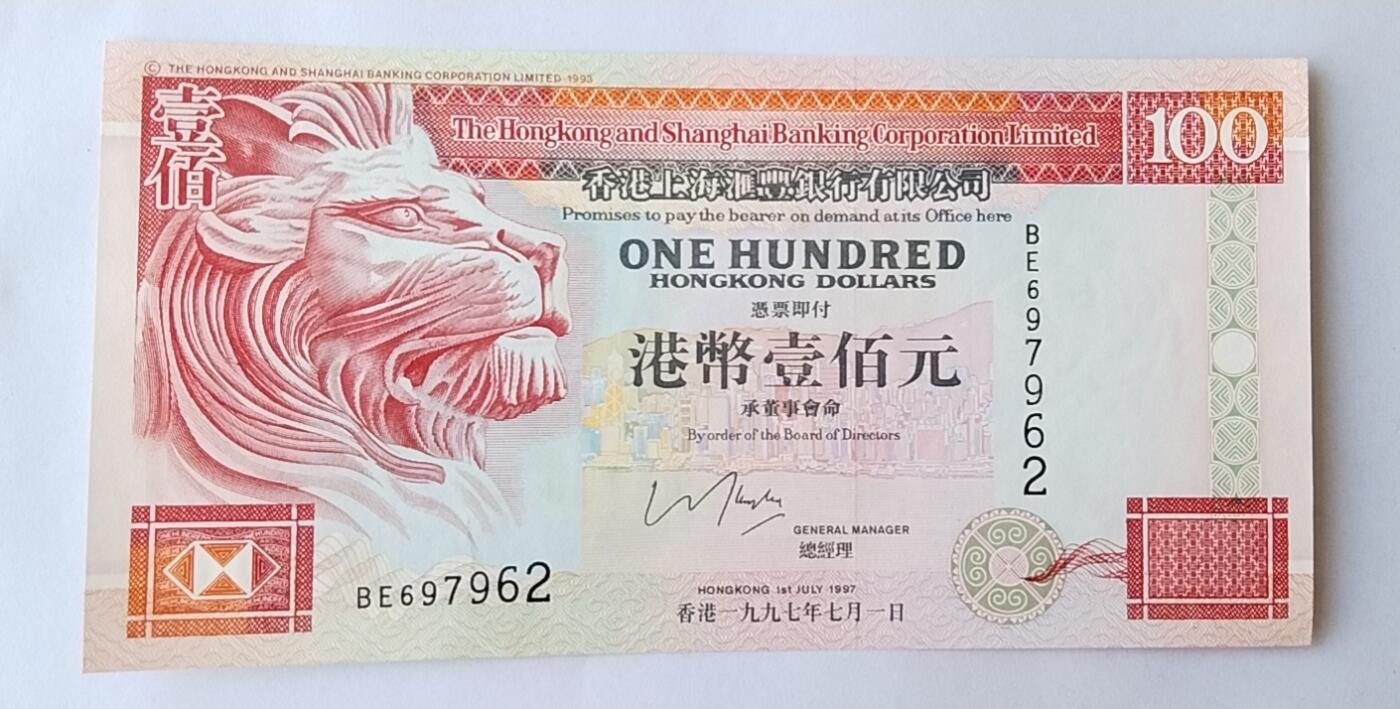 © THE HONGKONG AND SHANGHAI BANKING CORPORATION LIMITED 1993
壹佰
The Hongkong and Shanghai Banking Corporation Limited
100
香港上海滙豐銀行有限公司
Promises to pay the bearer on demand at its Office here
ONE HUNDRED
HONGKONG DOLLARS
憑票即付
港幣壹佰元
承董事會命
By order of the Board of Directors
BE697962
GENERAL MANAGER
總經理
BE697962
HONGKONG 1st JULY 1997
香港一九九七年七月一日